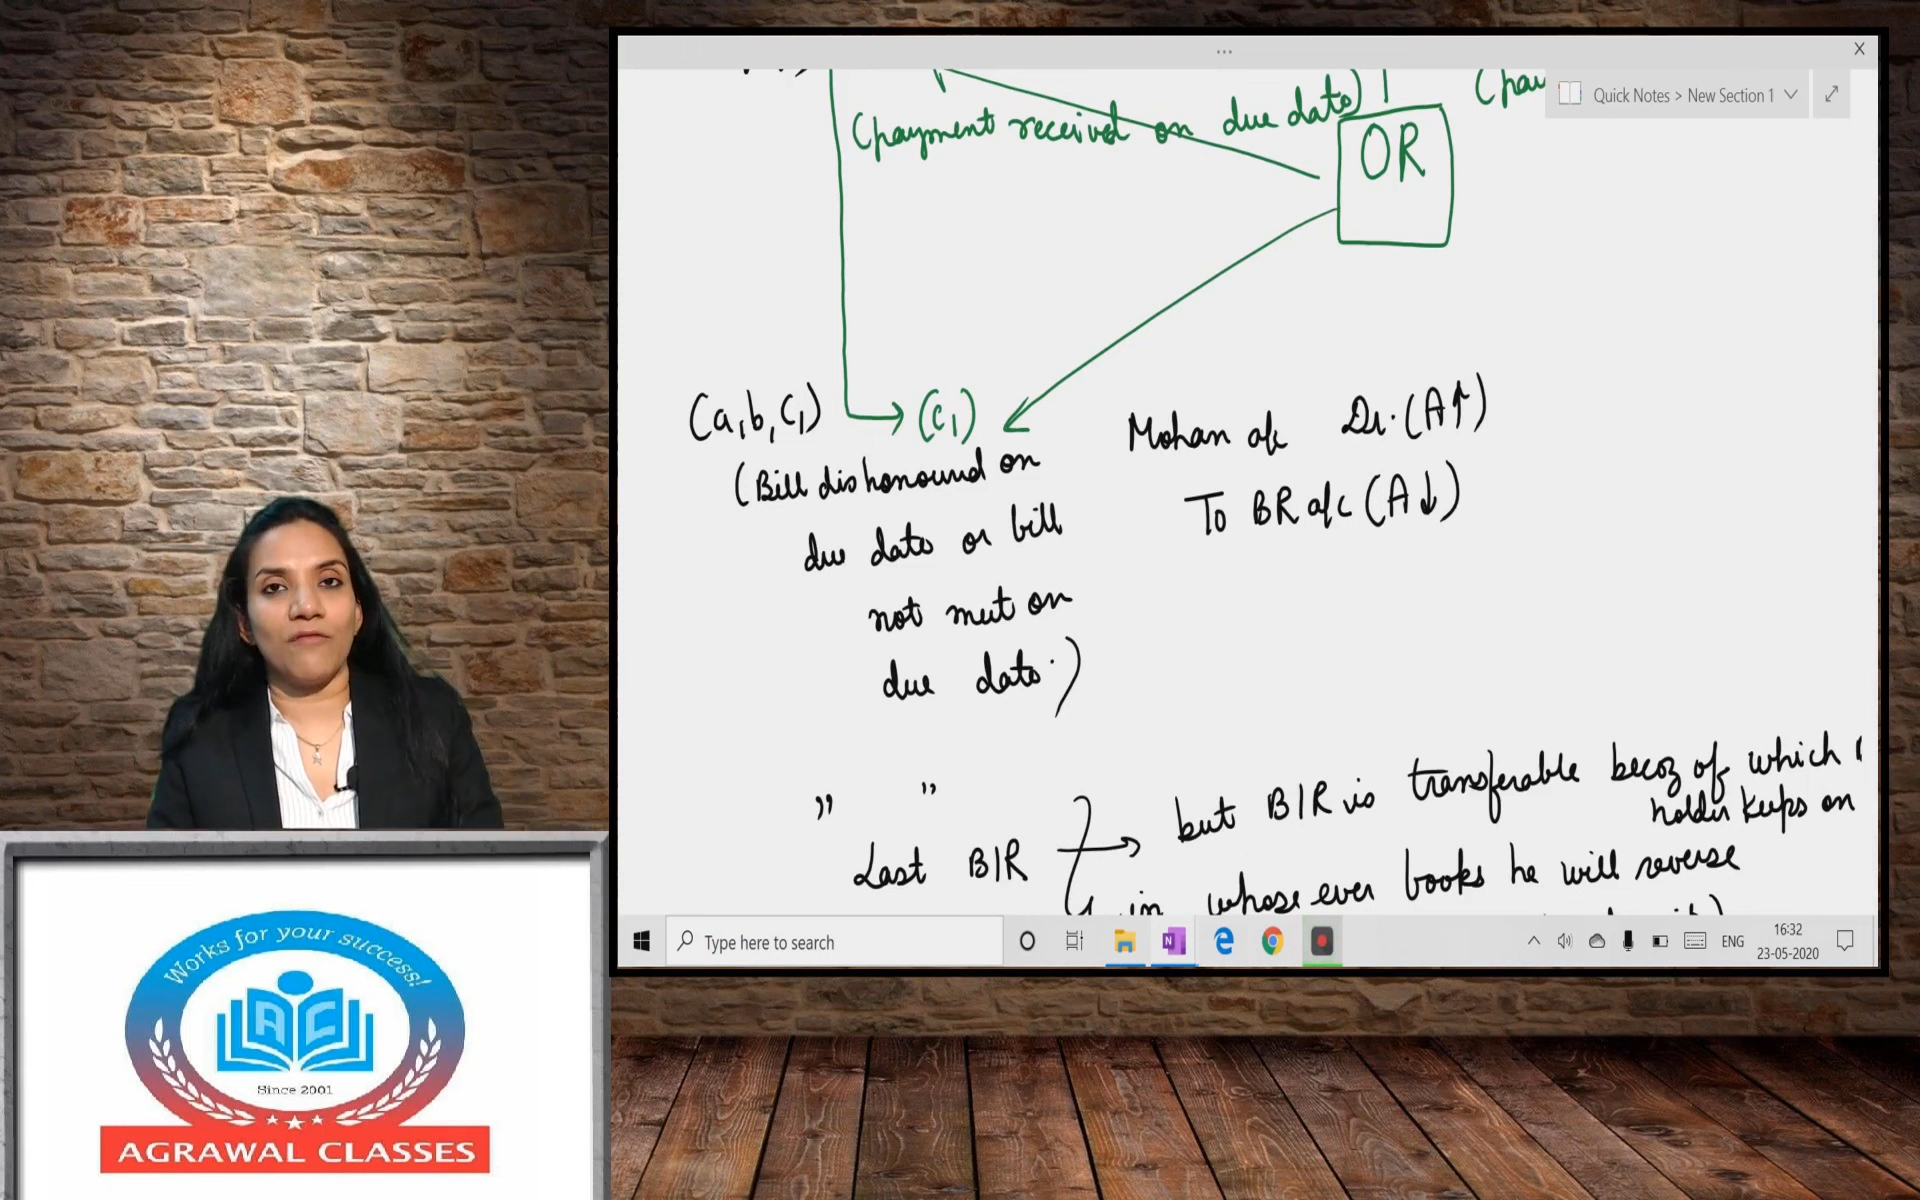 Quick Notes > New Section 1
(payment received on due date)
OR
(a, b, c₁)
(c₁)
Mohan a/c Dr. (A↑)
(Bill dishonourd on
To BR a/c (A↓)
due date or bill
not meet on
due date.)
" "
but B/R is transferable becoz of which
holder keeps on
Last B/R
in whose ever books he will reverse
Type here to search
ENG
16:32
23-05-2020
Works for your success!
AC
Since 2001
AGRAWAL CLASSES